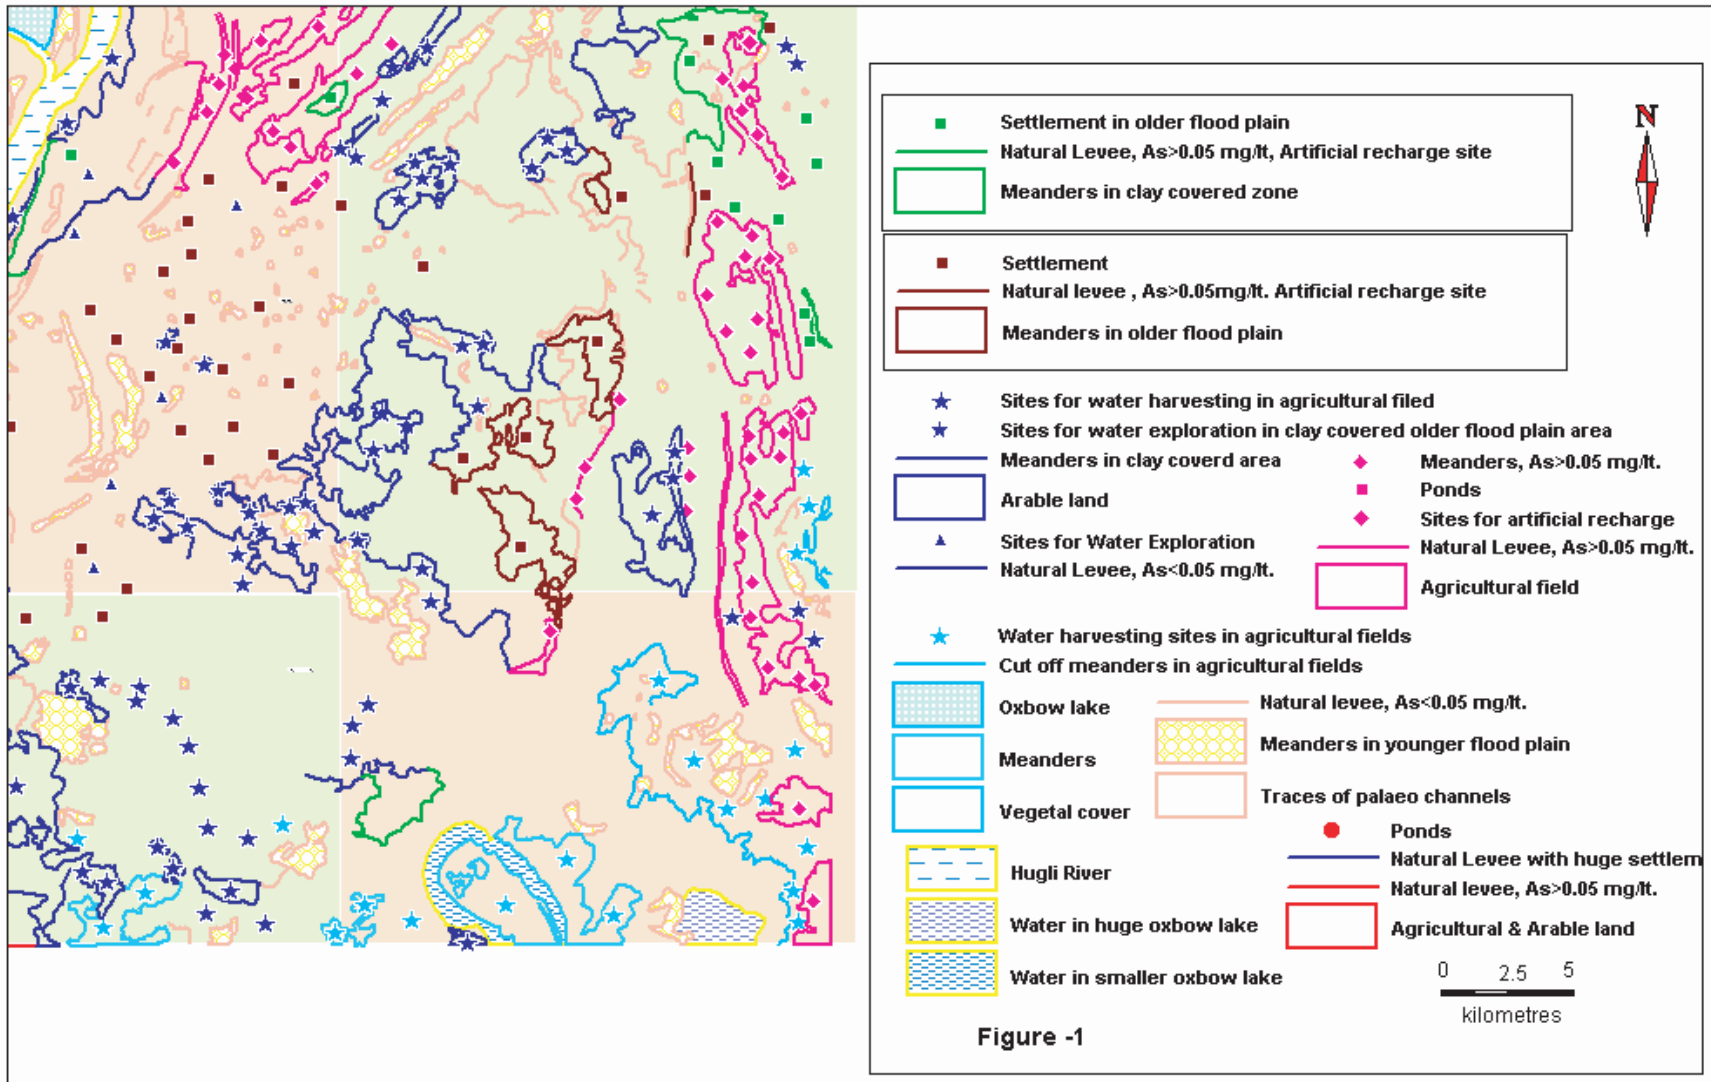 N
Settlement in older flood plain
Natural Levee, As>0.05 mg/lt, Artificial recharge site
Meanders in clay covered zone
Settlement
Natural levee , As>0.05mg/lt. Artificial recharge site
Meanders in older flood plain
Sites for water harvesting in agricultural filed
Sites for water exploration in clay covered older flood plain area
Meanders in clay coverd area
Arable land
Sites for Water Exploration
Natural Levee, As<0.05 mg/lt.
Meanders, As>0.05 mg/lt.
Ponds
Sites for artificial recharge
Natural Levee, As>0.05 mg/lt.
Agricultural field
Water harvesting sites in agricultural fields
Cut off meanders in agricultural fields
Oxbow lake
Meanders
Vegetal cover
Natural levee, As<0.05 mg/lt.
Meanders in younger flood plain
Traces of palaeo channels
Hugli River
Water in huge oxbow lake
Water in smaller oxbow lake
Ponds
Natural Levee with huge settlem
Natural levee, As>0.05 mg/lt.
Agricultural & Arable land
0 2.5 5
kilometres
Figure -1